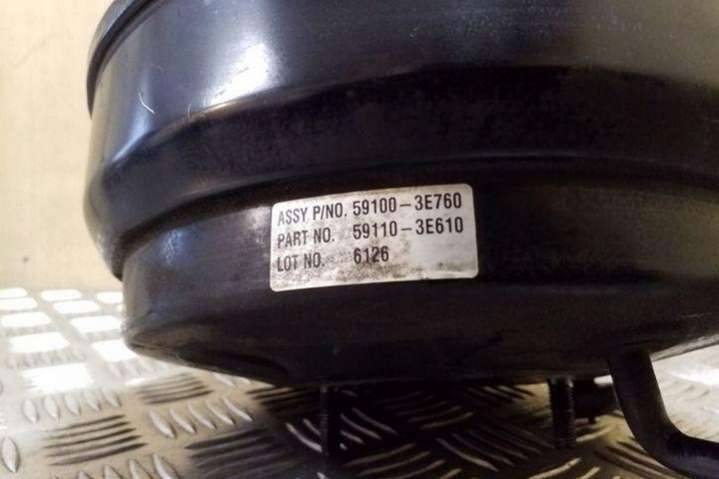 ASSY P/NO. 59100-3E760
PART NO. 59110-3E610
LOT NO. 6126